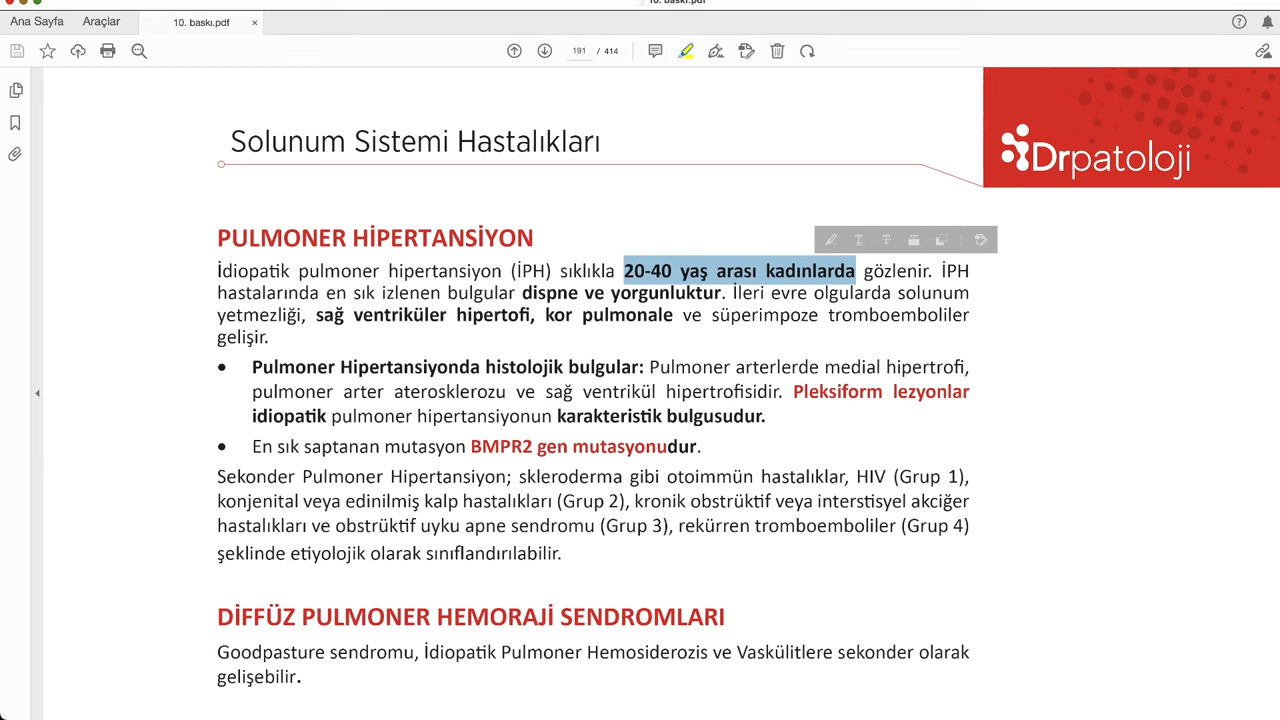 10. baskı.pdf
Ana Sayfa Araçlar 10. baskı.pdf ×
191 / 414
Solunum Sistemi Hastalıkları
Drpatoloji
PULMONER HİPERTANSİYON
İdiopatik pulmoner hipertansiyon (İPH) sıklıkla 20-40 yaş arası kadınlarda gözlenir. İPH
hastalarında en sık izlenen bulgular dispne ve yorgunluktur. İleri evre olgularda solunum
yetmezliği, sağ ventriküler hipertofi, kor pulmonale ve süperimpoze tromboemboliler
gelişir.
• Pulmoner Hipertansiyonda histolojik bulgular: Pulmoner arterlerde medial hipertrofi,
pulmoner arter aterosklerozu ve sağ ventrikül hipertrofisidir. Pleksiform lezyonlar
idiopatik pulmoner hipertansiyonun karakteristik bulgusudur.
• En sık saptanan mutasyon BMPR2 gen mutasyonudur.
Sekonder Pulmoner Hipertansiyon; skleroderma gibi otoimmün hastalıklar, HIV (Grup 1),
konjenital veya edinilmiş kalp hastalıkları (Grup 2), kronik obstrüktif veya interstisyel akciğer
hastalıkları ve obstrüktif uyku apne sendromu (Grup 3), rekürren tromboemboliler (Grup 4)
şeklinde etiyolojik olarak sınıflandırılabilir.
DİFFÜZ PULMONER HEMORAJİ SENDROMLARI
Goodpasture sendromu, İdiopatik Pulmoner Hemosiderozis ve Vaskülitlere sekonder olarak
gelişebilir.